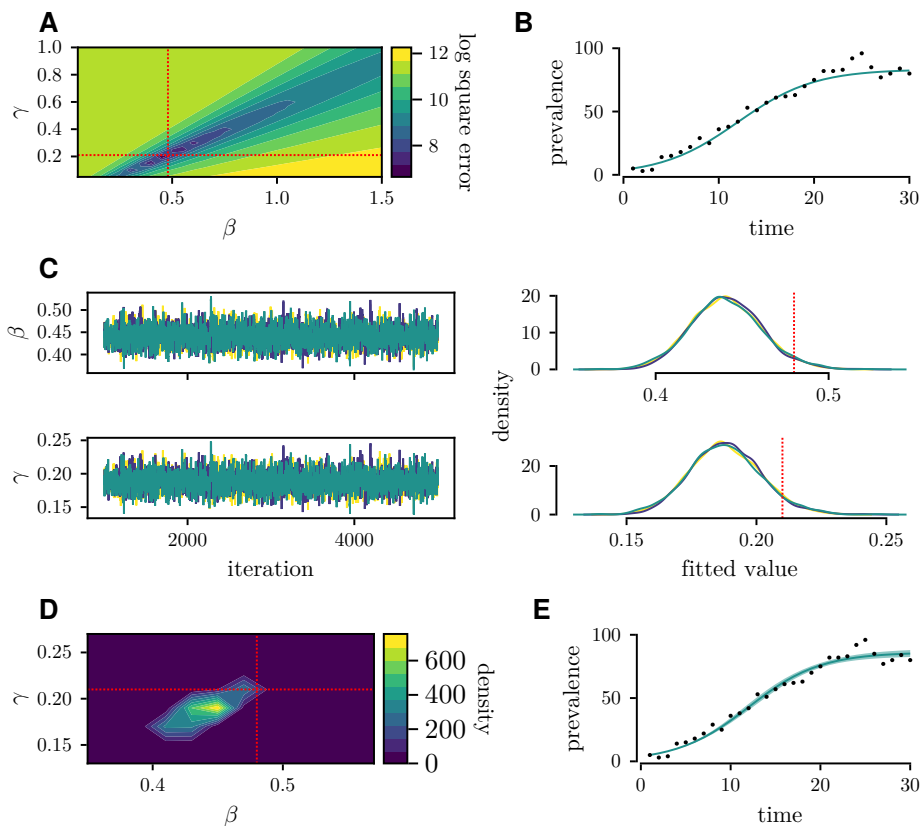 A
1.0
0.8
0.6
0.4
0.2
γ
0.5
1.0
1.5
β
12
10
8
log square error
B
100
50
0
prevalence
0
10
20
30
time
C
0.50
0.45
0.40
β
0.25
0.20
0.15
γ
2000
4000
iteration
20
10
0
0.4
0.5
density
20
0
0.15
0.20
0.25
fitted value
D
0.25
0.20
0.15
γ
0.4
0.5
β
600
400
200
0
density
E
100
50
0
prevalence
0
10
20
30
time